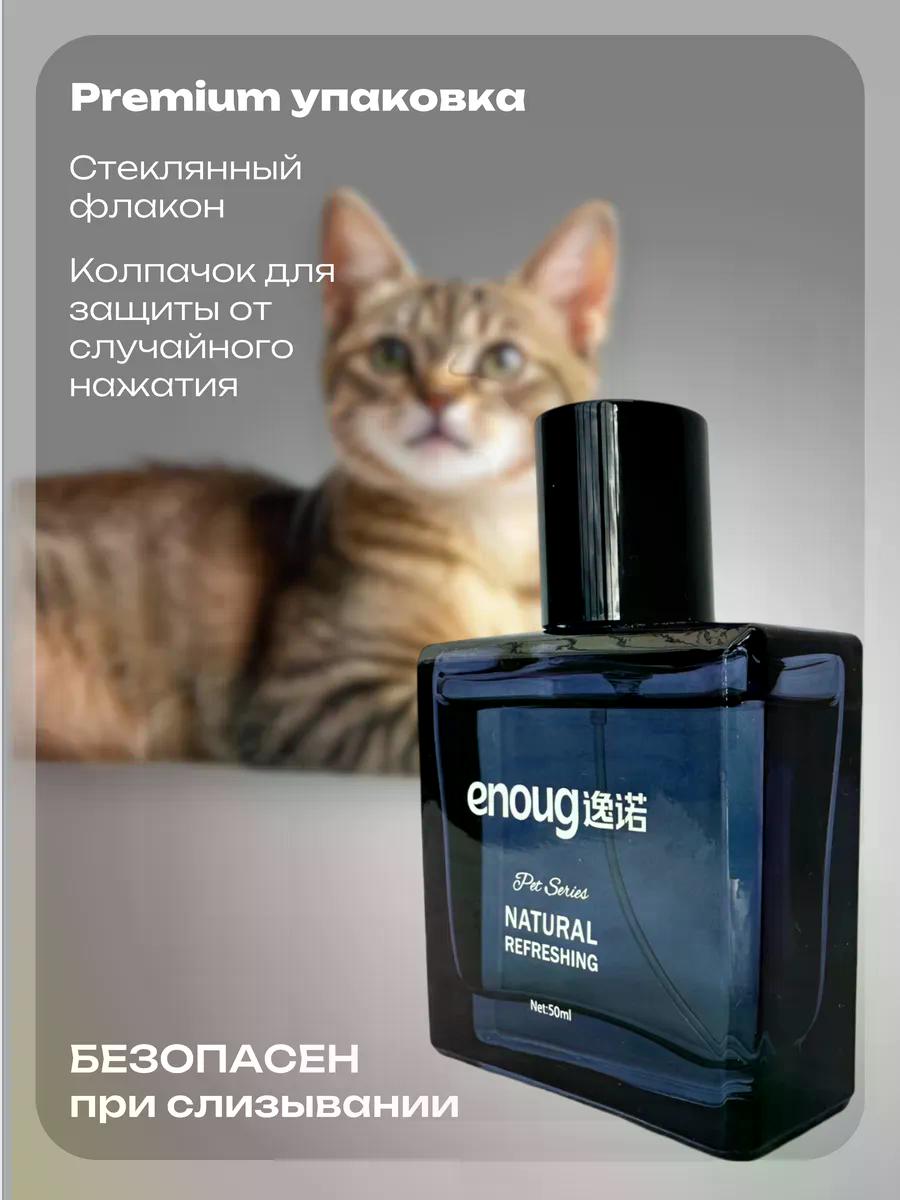 Premium упаковка
Стеклянный
флакон
Колпачок для
защиты от
случайного
нажатия
enoug逸诺
Pet Series
NATURAL
REFRESHING
Net:50ml
БЕЗОПАСЕН
при слизывании